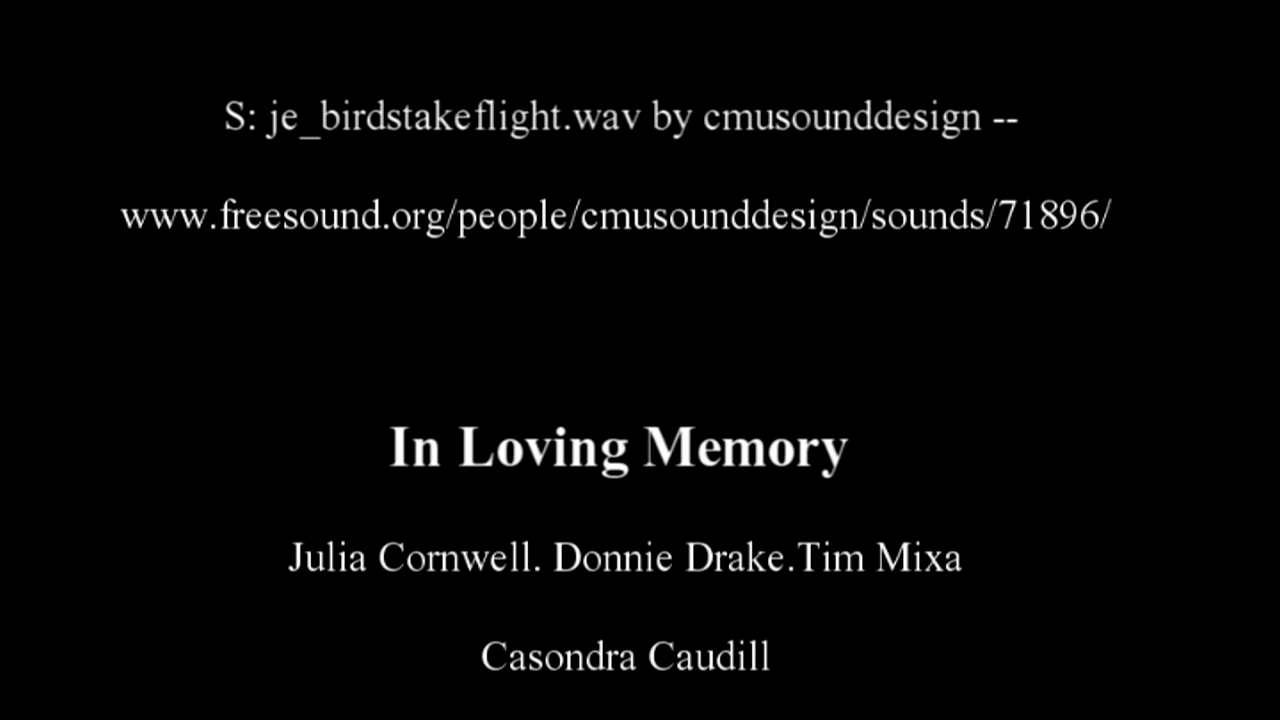 S: je_birdstakeflight.wav by cmusounddesign --
www.freesound.org/people/cmusounddesign/sounds/71896/
In Loving Memory
Julia Cornwell. Donnie Drake.Tim Mixa
Casondra Caudill